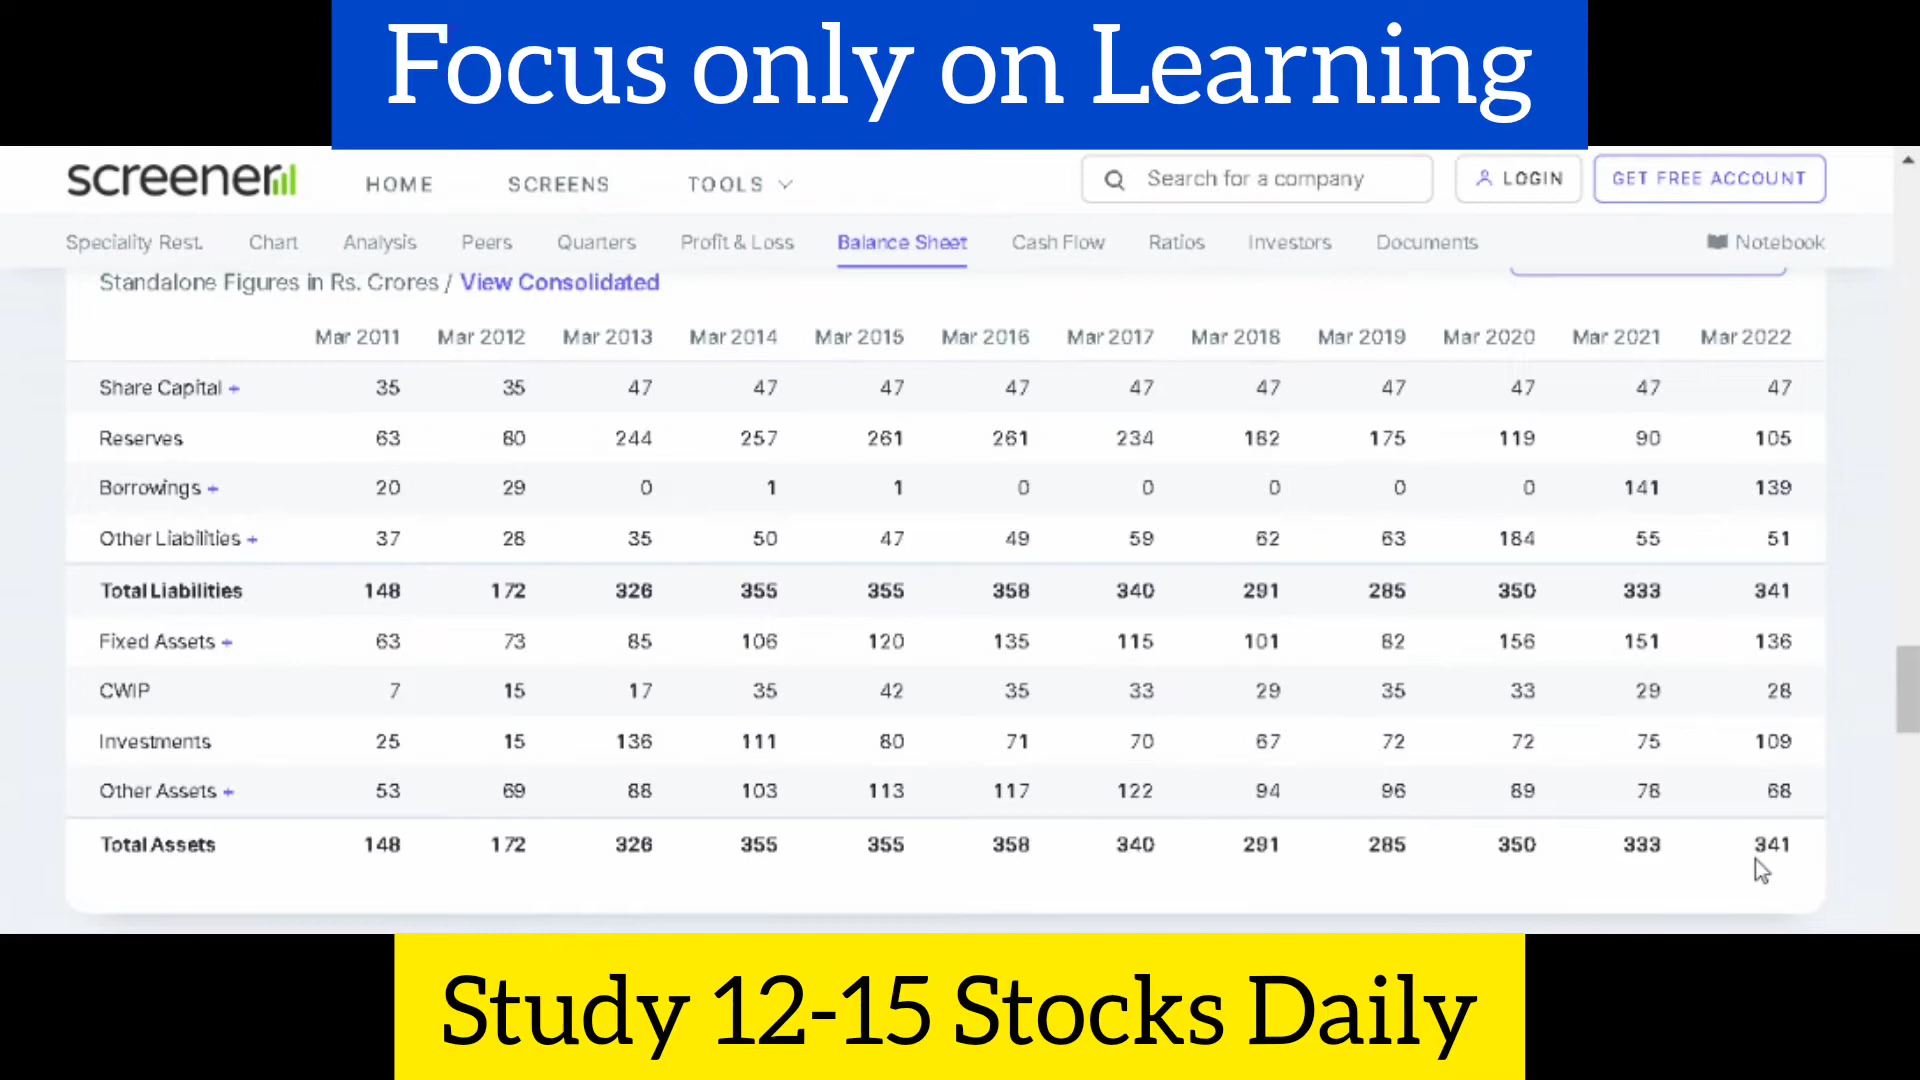 Focus only on Learning
screener
HOME SCREENS TOOLS
Search for a company
LOGIN
GET FREE ACCOUNT
Speciality Rest. Chart Analysis Peers Quarters Profit & Loss Balance Sheet Cash Flow Ratios Investors Documents Notebook
Standalone Figures in Rs. Crores / View Consolidated
Mar 2011 Mar 2012 Mar 2013 Mar 2014 Mar 2015 Mar 2016 Mar 2017 Mar 2018 Mar 2019 Mar 2020 Mar 2021 Mar 2022
Share Capital + 35 35 47 47 47 47 47 47 47 47 47 47
Reserves 63 80 244 257 261 261 234 182 175 119 90 105
Borrowings + 20 29 0 1 1 0 0 0 0 0 141 139
Other Liabilities + 37 28 35 50 47 49 59 62 63 184 55 51
Total Liabilities 148 172 326 355 355 358 340 291 285 350 333 341
Fixed Assets + 63 73 85 106 120 135 115 101 82 156 151 136
CWIP 7 15 17 35 42 35 33 29 35 33 29 28
Investments 25 15 136 111 80 71 70 67 72 72 75 109
Other Assets + 53 69 88 103 113 117 122 94 96 89 78 68
Total Assets 148 172 326 355 355 358 340 291 285 350 333 341
Study 12-15 Stocks Daily